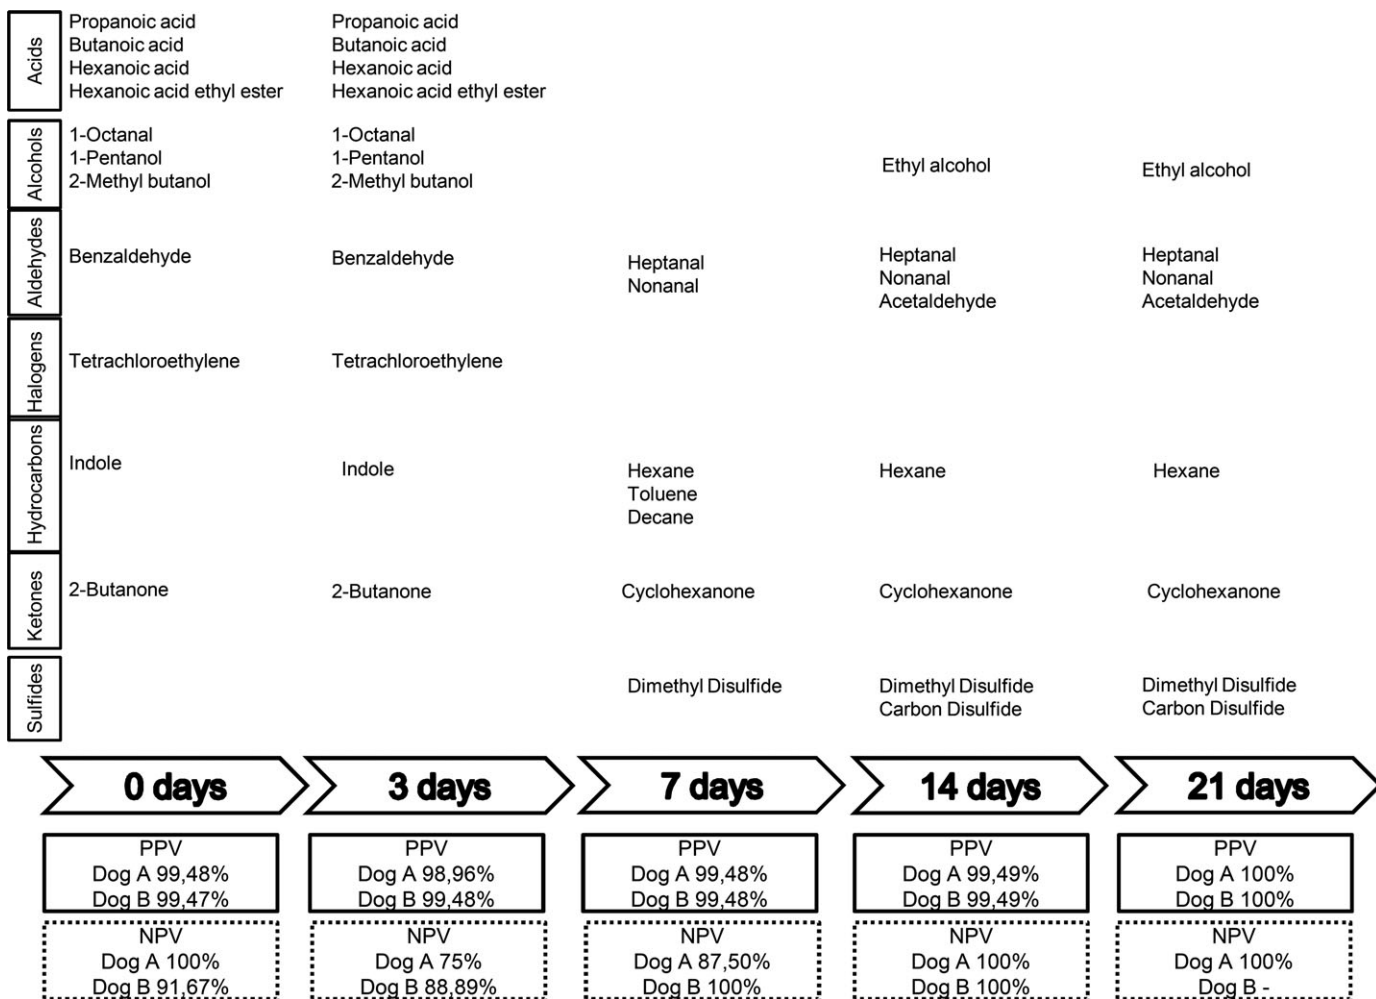 Acids
Propanoic acid
Butanoic acid
Hexanoic acid
Hexanoic acid ethyl ester
Propanoic acid
Butanoic acid
Hexanoic acid
Hexanoic acid ethyl ester
Alcohols
1-Octanal
1-Pentanol
2-Methyl butanol
1-Octanal
1-Pentanol
2-Methyl butanol
Ethyl alcohol
Ethyl alcohol
Aldehydes
Benzaldehyde
Benzaldehyde
Heptanal
Nonanal
Heptanal
Nonanal
Acetaldehyde
Heptanal
Nonanal
Acetaldehyde
Halogens
Tetrachloroethylene
Tetrachloroethylene
Hydrocarbons
Indole
Indole
Hexane
Toluene
Decane
Hexane
Hexane
Ketones
2-Butanone
2-Butanone
Cyclohexanone
Cyclohexanone
Cyclohexanone
Sulfides
Dimethyl Disulfide
Dimethyl Disulfide
Carbon Disulfide
Dimethyl Disulfide
Carbon Disulfide
0 days
3 days
7 days
14 days
21 days
PPV
Dog A 99,48%
Dog B 99,47%
PPV
Dog A 98,96%
Dog B 99,48%
PPV
Dog A 99,48%
Dog B 99,48%
PPV
Dog A 99,49%
Dog B 99,49%
PPV
Dog A 100%
Dog B 100%
NPV
Dog A 100%
Dog B 91,67%
NPV
Dog A 75%
Dog B 88,89%
NPV
Dog A 87,50%
Dog B 100%
NPV
Dog A 100%
Dog B 100%
NPV
Dog A 100%
Dog B -